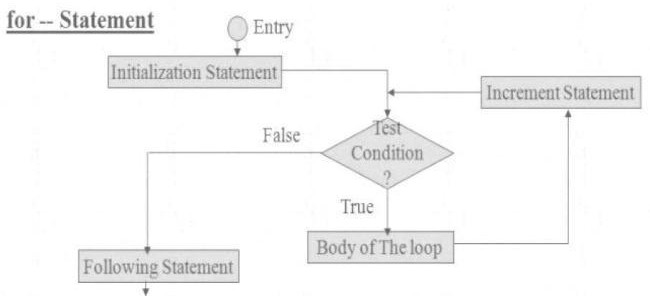 for -- Statement
Entry
Initialization Statement
Increment Statement
Test
Condition
?
False
True
Body of The loop
Following Statement